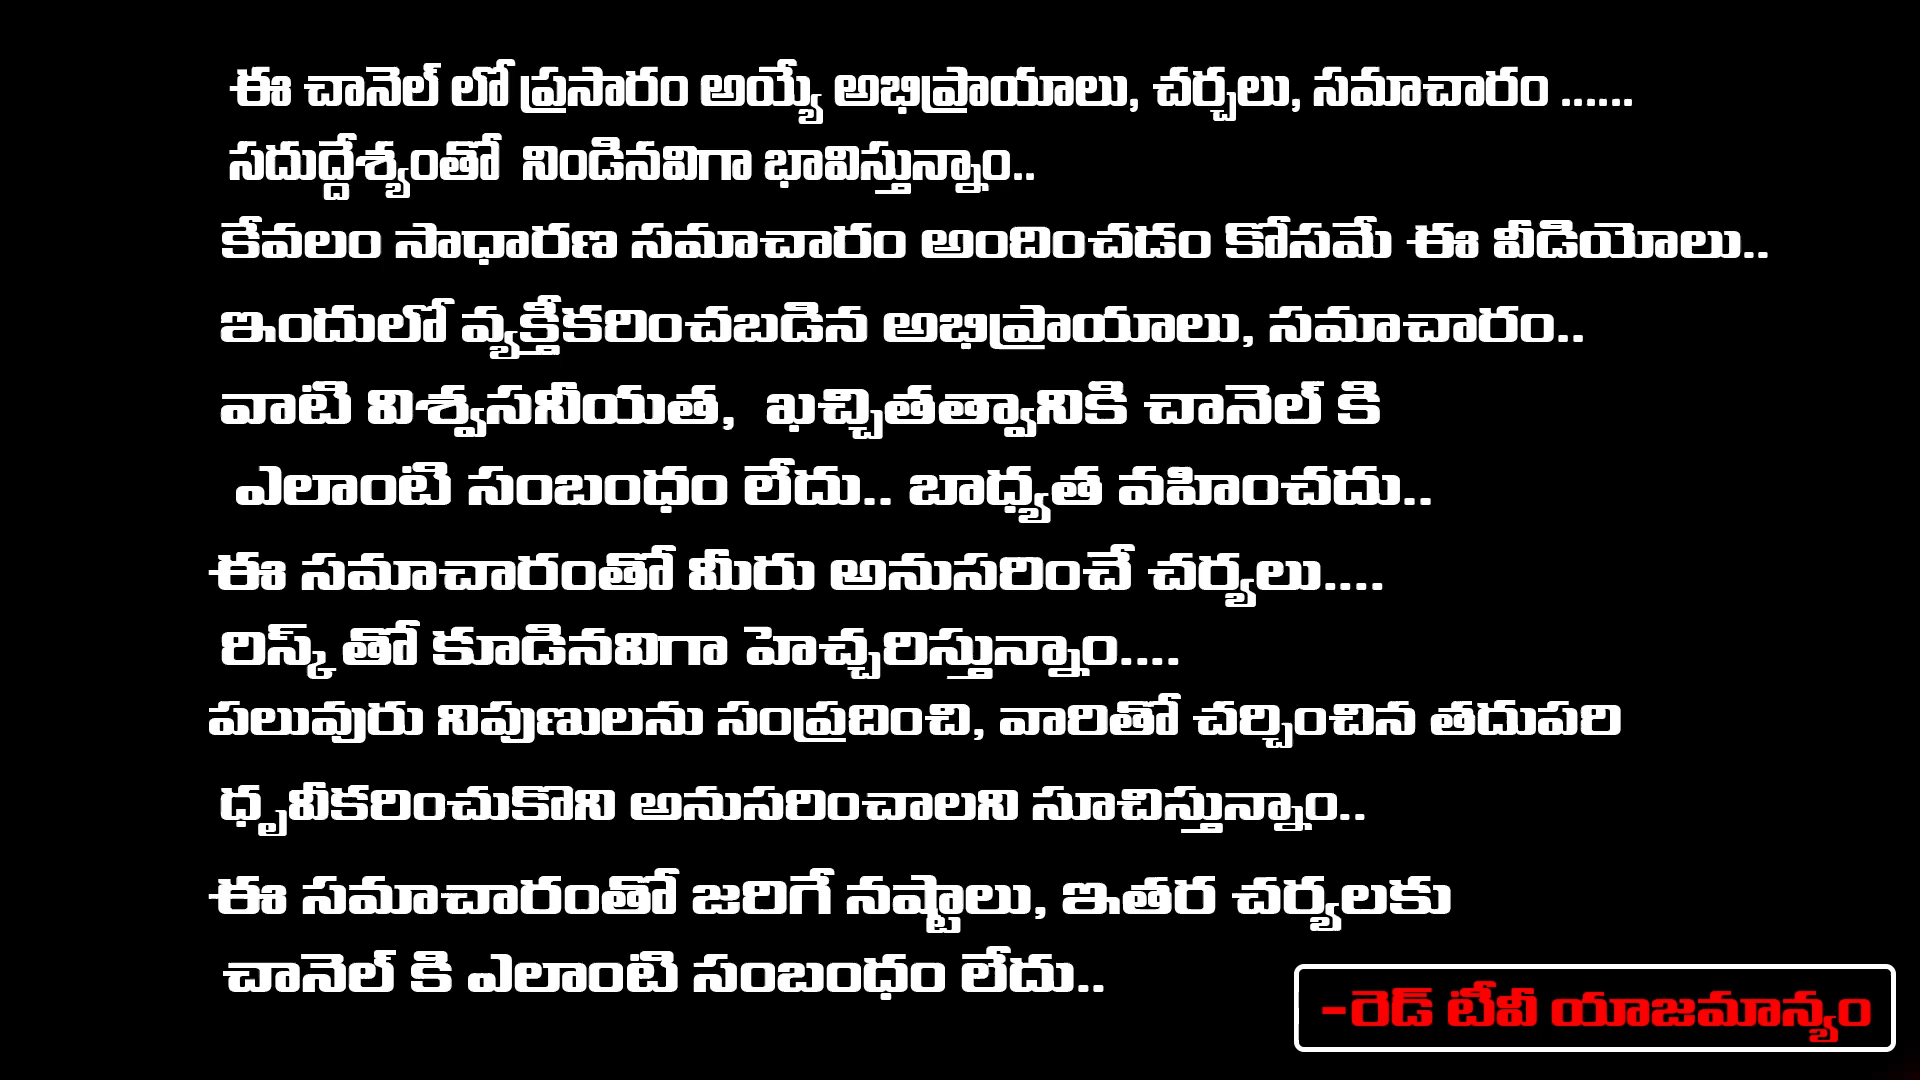 ఈ చానెల్ లో ప్రసారం అయ్యే అభిప్రాయాలు, చర్చలు, సమాచారం ......
సదుద్దేశ్యంతో నిండినవిగా భావిస్తున్నాం..
కేవలం సాధారణ సమాచారం అందించడం కోసమే ఈ వీడియోలు..
ఇందులో వ్యక్తీకరించబడిన అభిప్రాయాలు, సమాచారం..
వాటి విశ్వసనీయత, ఖచ్చితత్వానికి చానెల్ కి
ఎలాంటి సంబంధం లేదు.. బాధ్యత వహించదు..
ఈ సమాచారంతో మీరు అనుసరించే చర్యలు....
రిస్క్ తో కూడినవిగా హెచ్చరిస్తున్నాం....
పలువురు నిపుణులను సంప్రదించి, వారితో చర్చించిన తదుపరి
ధృవీకరించుకొని అనుసరించాలని సూచిస్తున్నాం..
ఈ సమాచారంతో జరిగే నష్టాలు, ఇతర చర్యలకు
చానెల్ కి ఎలాంటి సంబంధం లేదు..
-రెడ్ టీవీ యాజమాన్యం